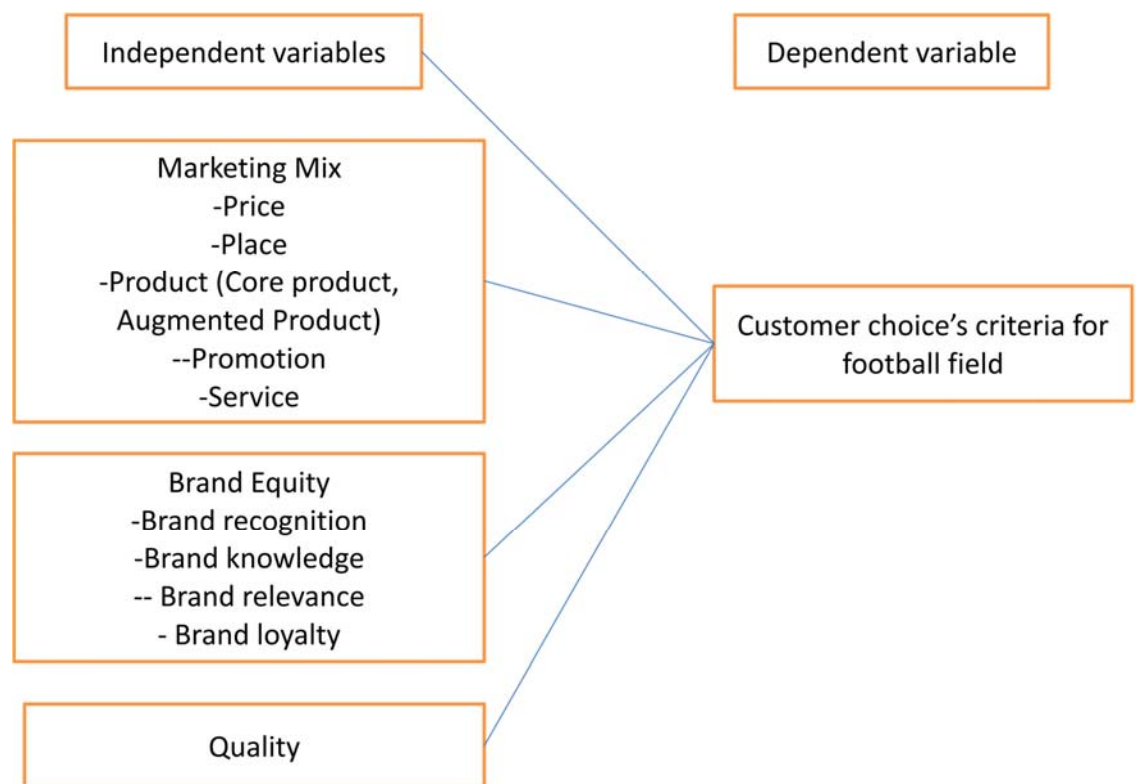 Independent variables
Dependent variable
Marketing Mix
-Price
-Place
-Product (Core product,
Augmented Product)
--Promotion
-Service
Customer choice’s criteria for
football field
Brand Equity
-Brand recognition
-Brand knowledge
-- Brand relevance
- Brand loyalty
Quality